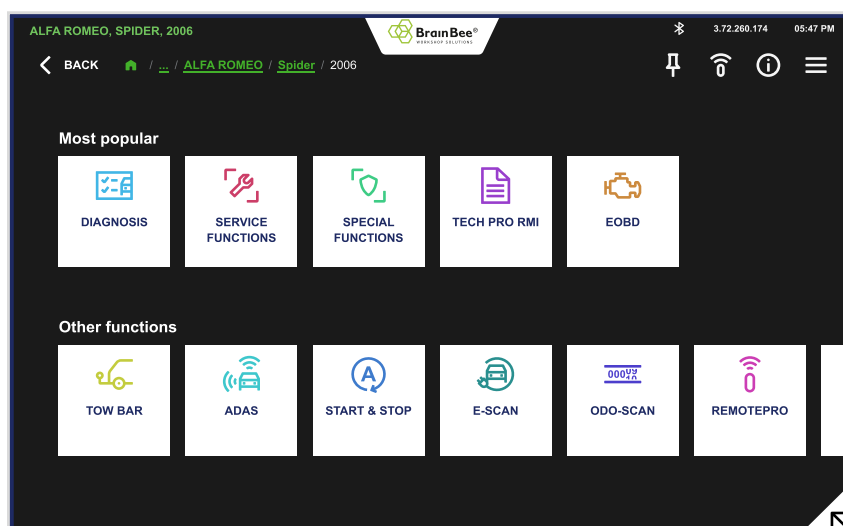 ALFA ROMEO, SPIDER, 2006
BrainBee®
WORKSHOP SOLUTIONS
3.72.260.174
05:47 PM
BACK / ... / ALFA ROMEO / Spider / 2006
Most popular
DIAGNOSIS
SERVICE
FUNCTIONS
SPECIAL
FUNCTIONS
TECH PRO RMI
EOBD
Other functions
TOW BAR
ADAS
A
START & STOP
E-SCAN
ODO-SCAN
REMOTEPRO